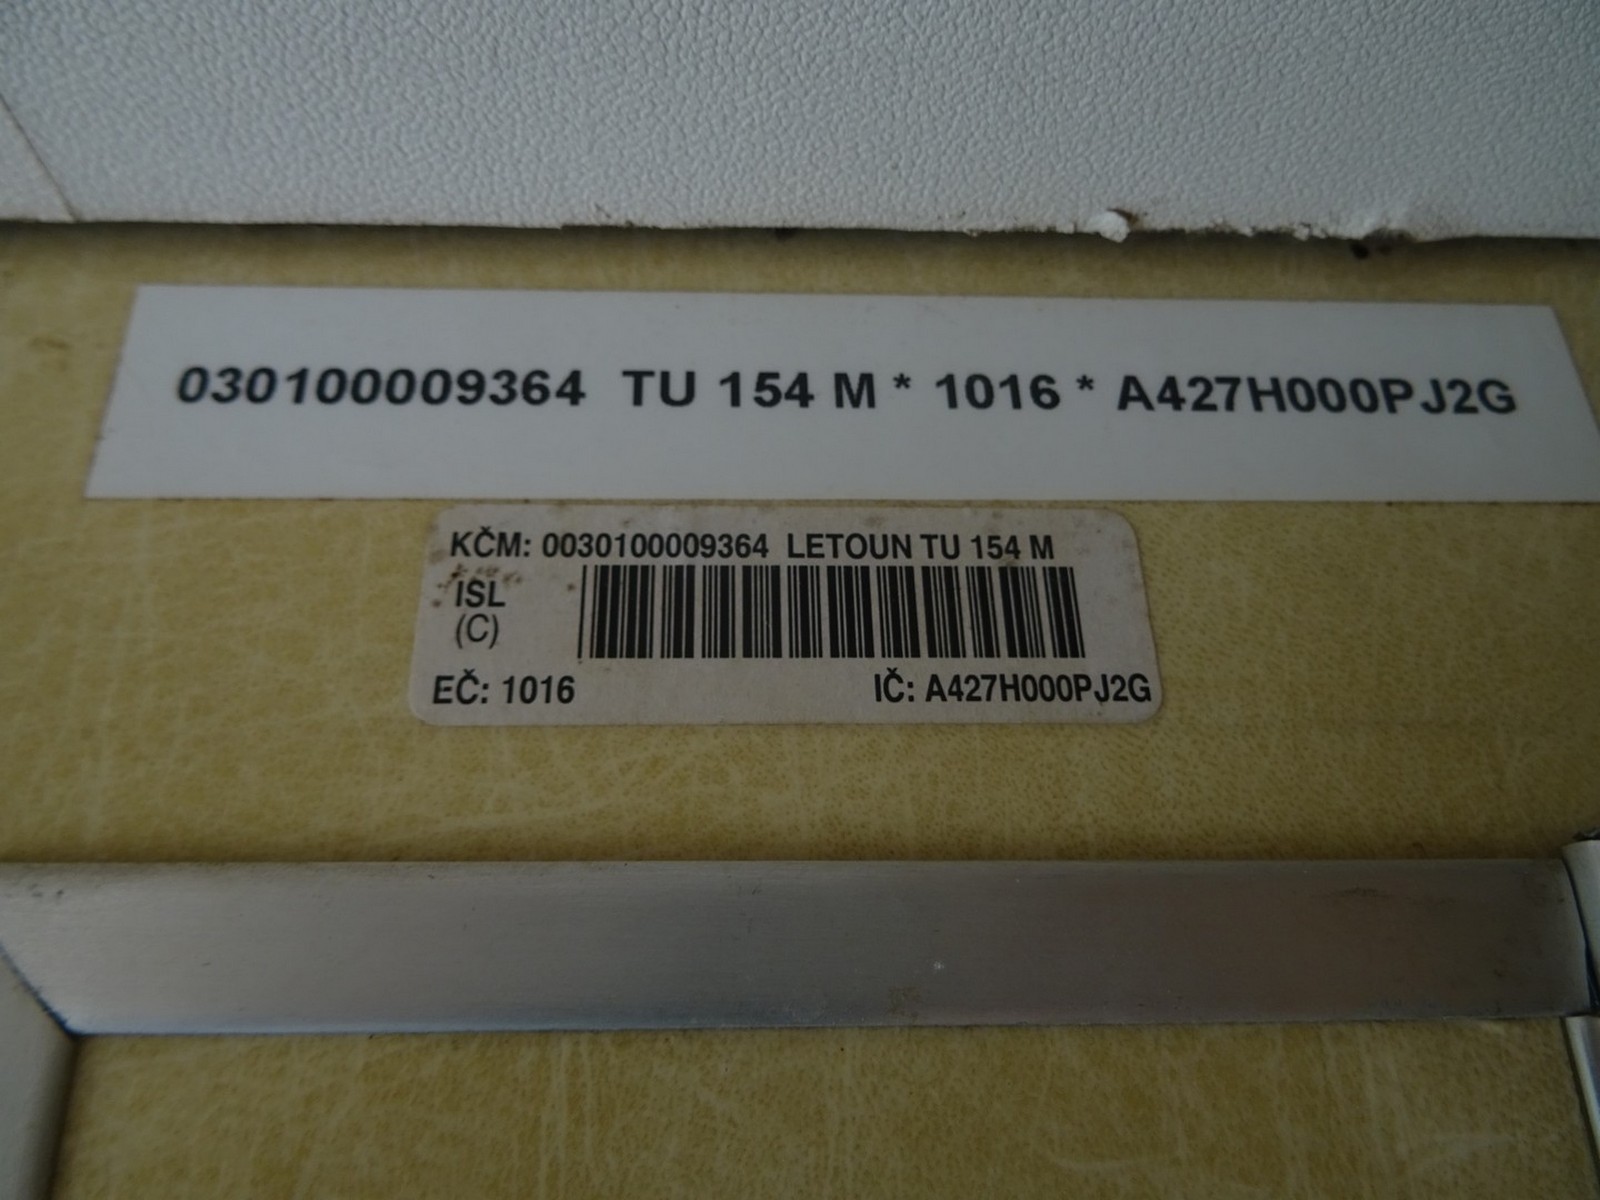 030100009364 TU 154 M * 1016 * A427H000PJ2G
KČM: 0030100009364 LETOUN TU 154 M
ISL
(C)
EČ: 1016 IČ: A427H000PJ2G